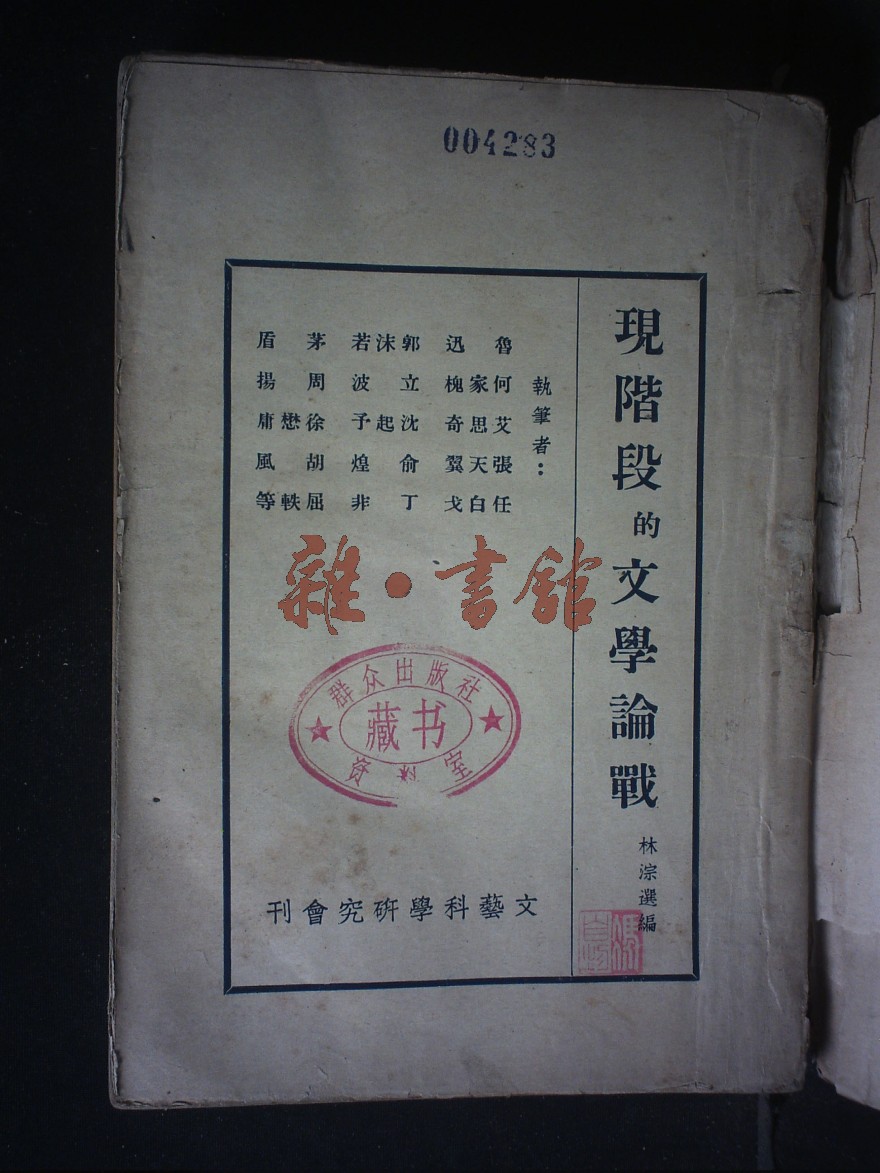 004283
現階段的文學論戰
林淙選編
執筆者：
魯迅 郭沫若 茅盾
何家槐 立波 周揚
艾思奇 沈起予 徐懋庸
張天翼 俞煌 胡風
任白戈 丁非 屈軼等
雜·書館
群众出版社
藏书
资料室
文藝科學研究會刊